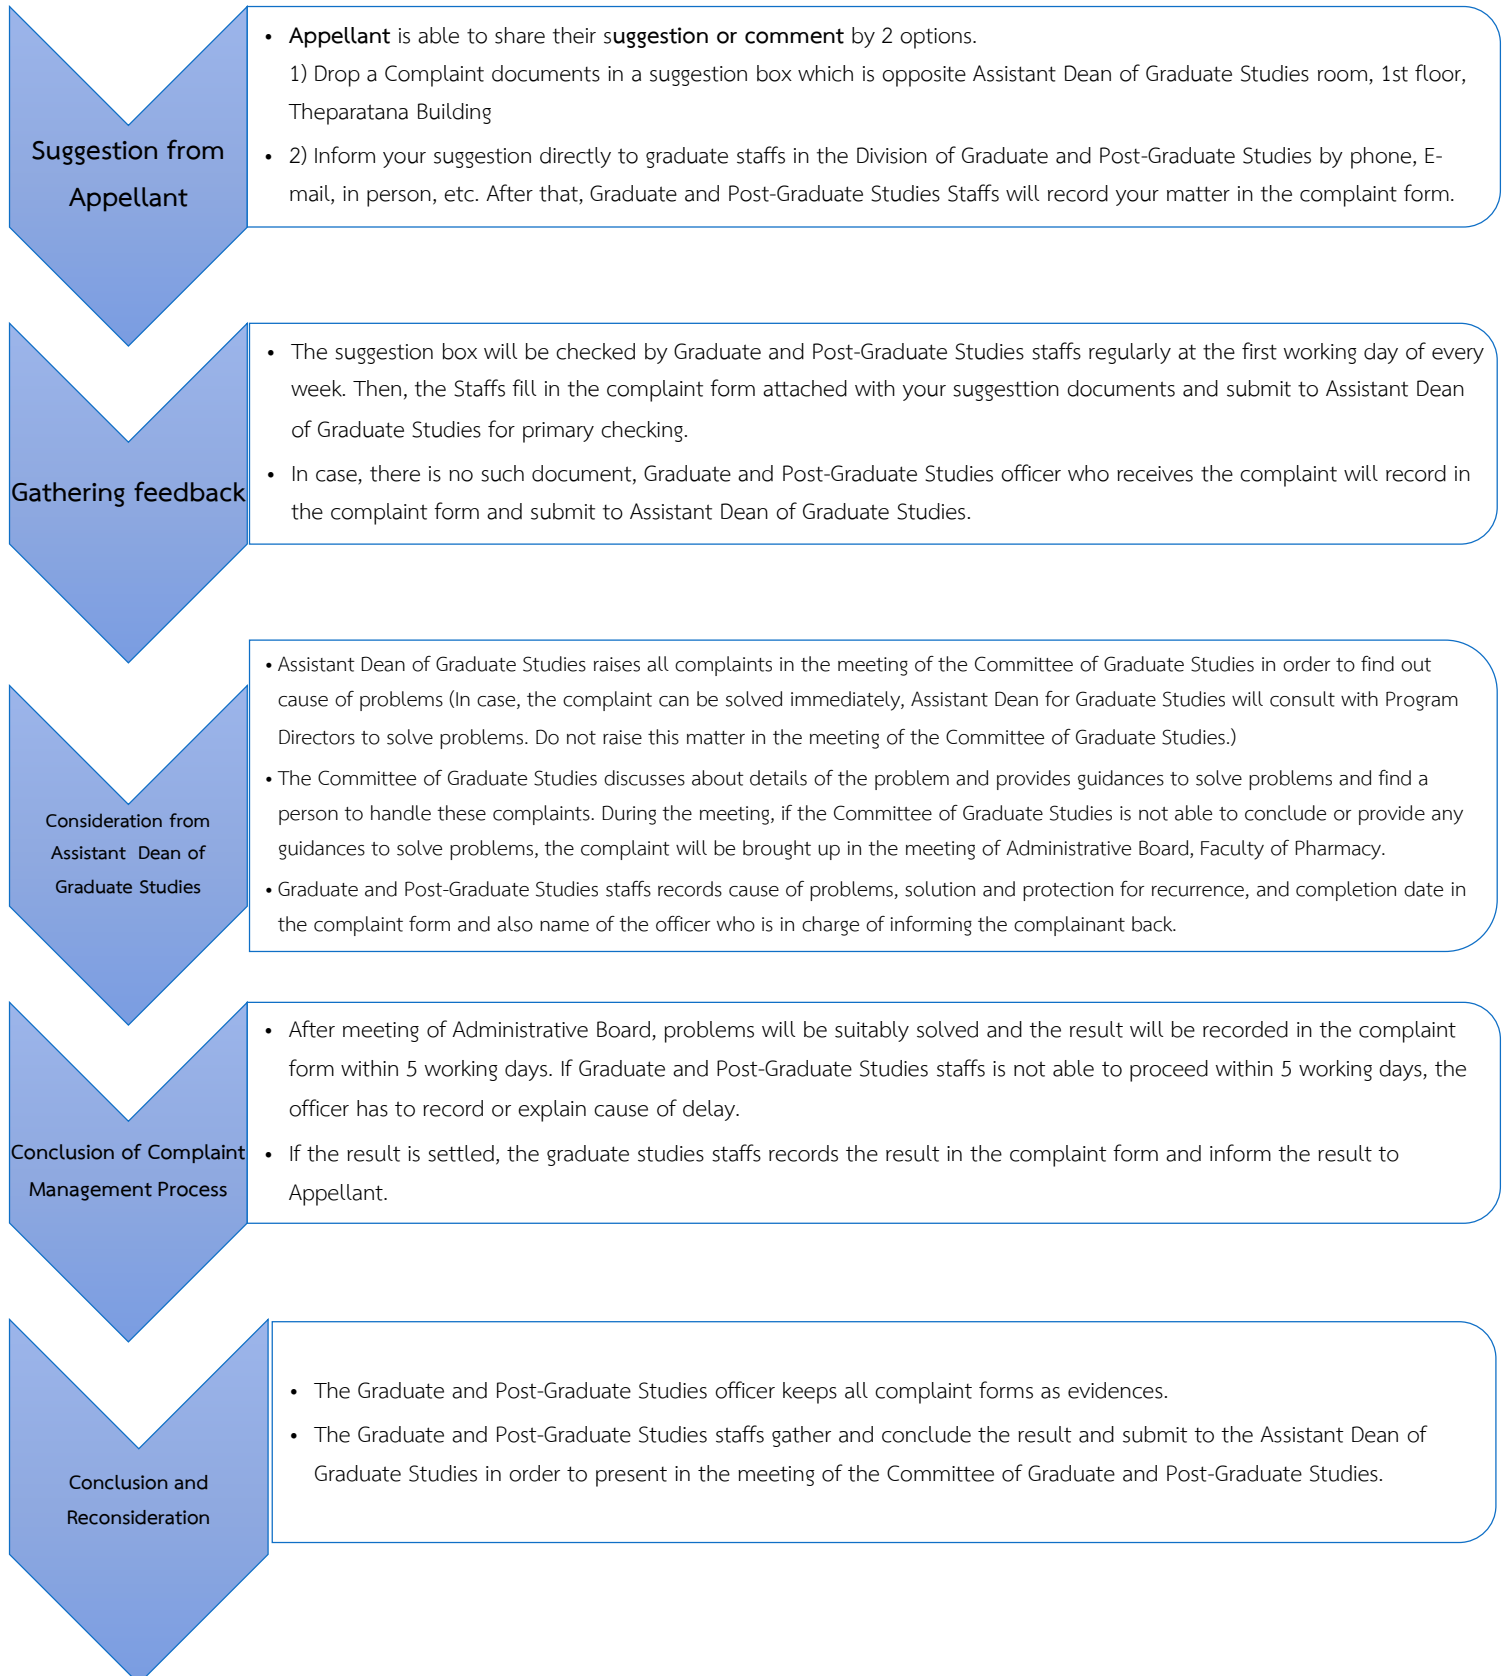 Suggestion from
Appellant
• Appellant is able to share their suggestion or comment by 2 options.
1) Drop a Complaint documents in a suggestion box which is opposite Assistant Dean of Graduate Studies room, 1st floor,
Theparatana Building
• 2) Inform your suggestion directly to graduate staffs in the Division of Graduate and Post-Graduate Studies by phone, E-
mail, in person, etc. After that, Graduate and Post-Graduate Studies Staffs will record your matter in the complaint form.
Gathering feedback
• The suggestion box will be checked by Graduate and Post-Graduate Studies staffs regularly at the first working day of every
week. Then, the Staffs fill in the complaint form attached with your suggesttion documents and submit to Assistant Dean
of Graduate Studies for primary checking.
• In case, there is no such document, Graduate and Post-Graduate Studies officer who receives the complaint will record in
the complaint form and submit to Assistant Dean of Graduate Studies.
Consideration from
Assistant Dean of
Graduate Studies
• Assistant Dean of Graduate Studies raises all complaints in the meeting of the Committee of Graduate Studies in order to find out
cause of problems (In case, the complaint can be solved immediately, Assistant Dean for Graduate Studies will consult with Program
Directors to solve problems. Do not raise this matter in the meeting of the Committee of Graduate Studies.)
• The Committee of Graduate Studies discusses about details of the problem and provides guidances to solve problems and find a
person to handle these complaints. During the meeting, if the Committee of Graduate Studies is not able to conclude or provide any
guidances to solve problems, the complaint will be brought up in the meeting of Administrative Board, Faculty of Pharmacy.
• Graduate and Post-Graduate Studies staffs records cause of problems, solution and protection for recurrence, and completion date in
the complaint form and also name of the officer who is in charge of informing the complainant back.
Conclusion of Complaint
Management Process
• After meeting of Administrative Board, problems will be suitably solved and the result will be recorded in the complaint
form within 5 working days. If Graduate and Post-Graduate Studies staffs is not able to proceed within 5 working days, the
officer has to record or explain cause of delay.
• If the result is settled, the graduate studies staffs records the result in the complaint form and inform the result to
Appellant.
Conclusion and
Reconsideration
• The Graduate and Post-Graduate Studies officer keeps all complaint forms as evidences.
• The Graduate and Post-Graduate Studies staffs gather and conclude the result and submit to the Assistant Dean of
Graduate Studies in order to present in the meeting of the Committee of Graduate and Post-Graduate Studies.